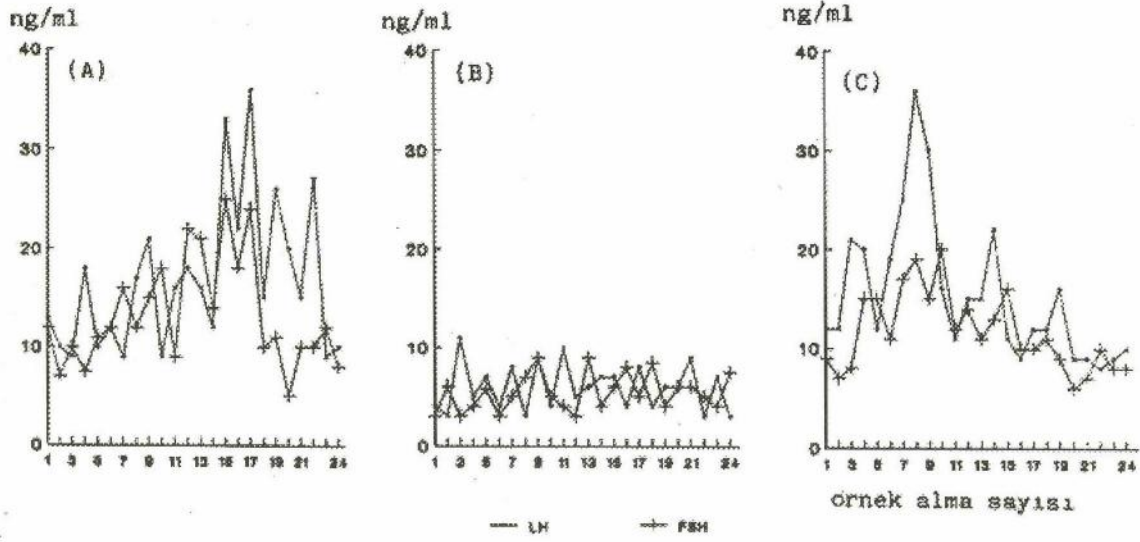 ng/ml ng/ml ng/ml
40 40 40
(A) (B) (C)
30 30 30
20 20 20
10 10 10
0 0 0
1 3 5 7 9 11 13 15 17 19 21 24 1 3 5 7 9 11 13 15 17 19 21 24 1 3 5 7 9 11 13 15 17 19 21 24
örnek alma sayısı
LH FSH